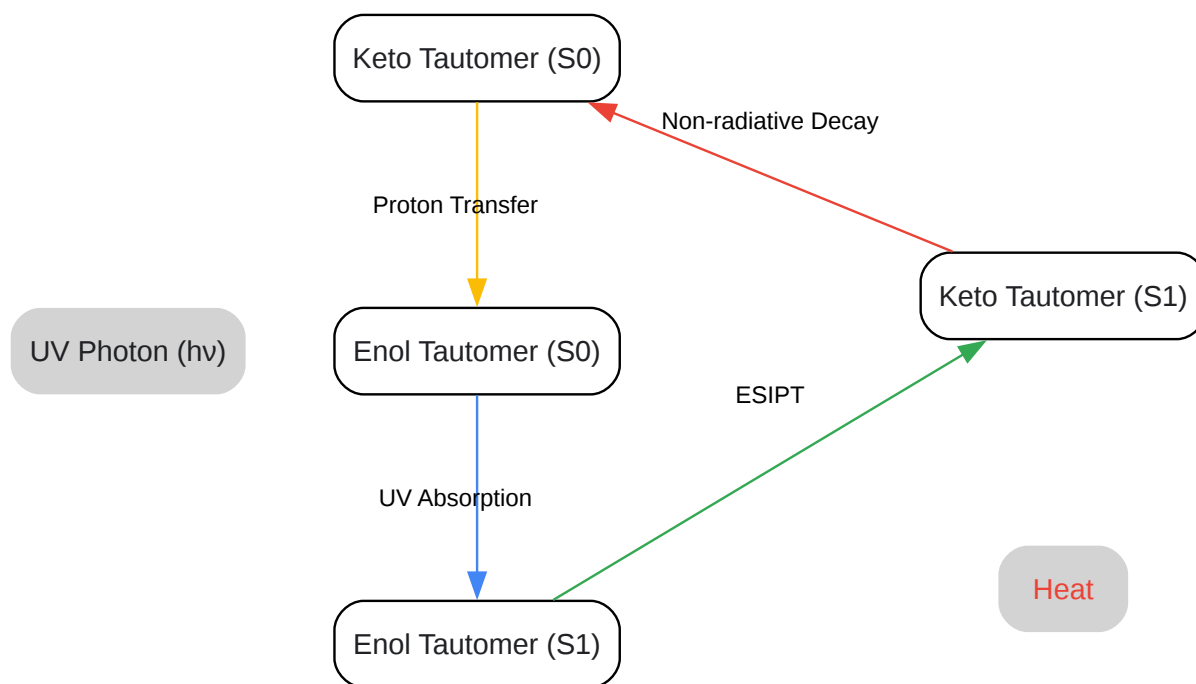 Keto Tautomer (S0)
Non-radiative Decay
Proton Transfer
Keto Tautomer (S1)
UV Photon (hν)
Enol Tautomer (S0)
ESIPT
UV Absorption
Heat
Enol Tautomer (S1)